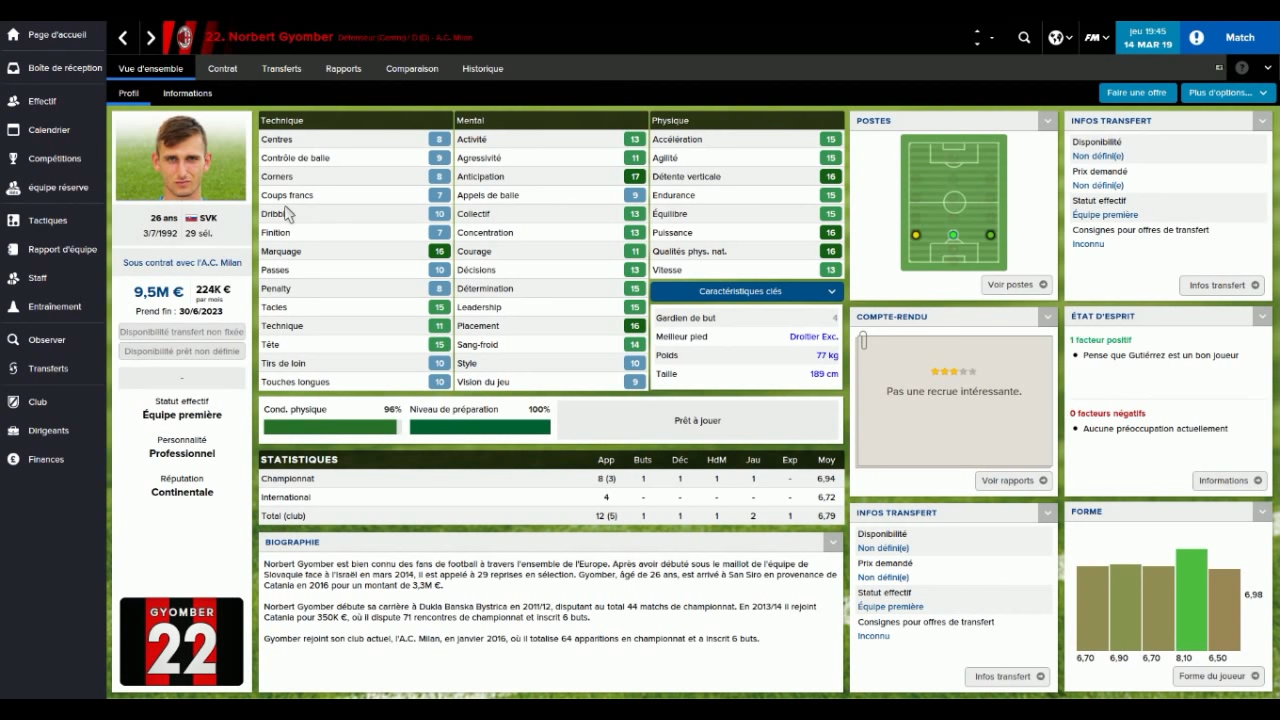 Page d'accueil
Boîte de réception
Effectif
Calendrier
Compétitions
équipe réserve
Tactiques
Rapport d'équipe
Staff
Entraînement
Observer
Transferts
Club
Dirigeants
Finances
22. Norbert Gyomber Défenseur (Centre) / D (D) - A.C. Milan
-
FM
jeu 19:45
14 MAR 19
Match
Vue d'ensemble Contrat Transferts Rapports Comparaison Historique
Profil Informations
Faire une offre Plus d'options...
26 ans SVK
3/7/1992 29 sél.
Sous contrat avec l'A.C. Milan
9,5M € 224K €
par mois
Prend fin : 30/6/2023
Disponibilité transfert non fixée
Disponibilité prêt non définie
-
Statut effectif
Équipe première
Personnalité
Professionnel
Réputation
Continentale
GYOMBER
22
Technique
Centres 8
Contrôle de balle 9
Corners 8
Coups francs 7
Dribbl 10
Finition 7
Marquage 16
Passes 10
Penalty 8
Tacles 15
Technique 11
Tête 15
Tirs de loin 10
Touches longues 10
Mental
Activité 13
Agressivité 11
Anticipation 17
Appels de balle 9
Collectif 13
Concentration 13
Courage 11
Décisions 13
Détermination 15
Leadership 15
Placement 16
Sang-froid 14
Style 10
Vision du jeu 9
Physique
Accélération 15
Agilité 15
Détente verticale 16
Endurance 15
Équilibre 15
Puissance 16
Qualités phys. nat. 16
Vitesse 13
Caractéristiques clés
Gardien de but 4
Meilleur pied Droitier Exc.
Poids 77 kg
Taille 189 cm
Cond. physique 96% Niveau de préparation 100%
Prêt à jouer
STATISTIQUES App Buts Déc HdM Jau Exp Moy
Championnat 8 (3) 1 1 1 1 - 6,94
International 4 - - - - - 6,72
Total (club) 12 (5) 1 1 1 2 1 6,79
BIOGRAPHIE
Norbert Gyomber est bien connu des fans de football à travers l'ensemble de l'Europe. Après avoir débuté sous le maillot de l'équipe de
Slovaquie face à l'Israël en mars 2014, il est appelé à 29 reprises en sélection. Gyomber, âgé de 26 ans, est arrivé à San Siro en provenance de
Catania en 2016 pour un montant de 3,3M €.
Norbert Gyomber débute sa carrière à Dukla Banska Bystrica en 2011/12, disputant au total 44 matchs de championnat. En 2013/14 il rejoint
Catania pour 350K €, où il dispute 71 rencontres de championnat et inscrit 6 buts.
Gyomber rejoint son club actuel, l'A.C. Milan, en janvier 2016, où il totalise 64 apparitions en championnat et a inscrit 6 buts.
POSTES
Voir postes
COMPTE-RENDU
Pas une recrue intéressante.
Voir rapports
INFOS TRANSFERT
Disponibilité
Non défini(e)
Prix demandé
Non défini(e)
Statut effectif
Équipe première
Consignes pour offres de transfert
Inconnu
Infos transfert
INFOS TRANSFERT
Disponibilité
Non défini(e)
Prix demandé
Non défini(e)
Statut effectif
Équipe première
Consignes pour offres de transfert
Inconnu
Infos transfert
ÉTAT D'ESPRIT
1 facteur positif
• Pense que Gutiérrez est un bon joueur
0 facteurs négatifs
• Aucune préoccupation actuellement
Informations
FORME
6,98
6,70 6,90 6,70 8,10 6,50
Forme du joueur